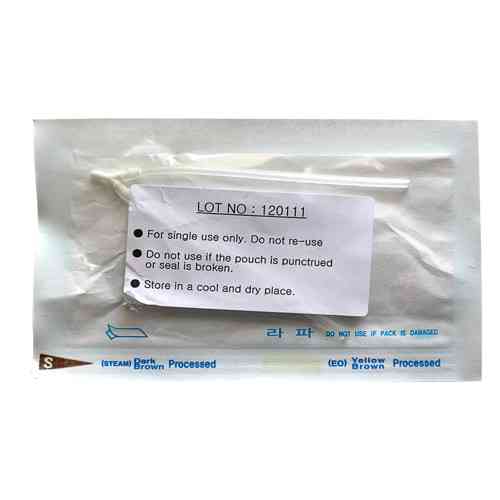 LOT NO : 120111
● For single use only. Do not re-use
● Do not use if the pouch is punctrued
or seal is broken.
● Store in a cool and dry place.
라 파 DO NOT USE IF PACK IS DAMAGED
S (STEAM) Dark Brown Processed (EO) Yellow Brown Processed